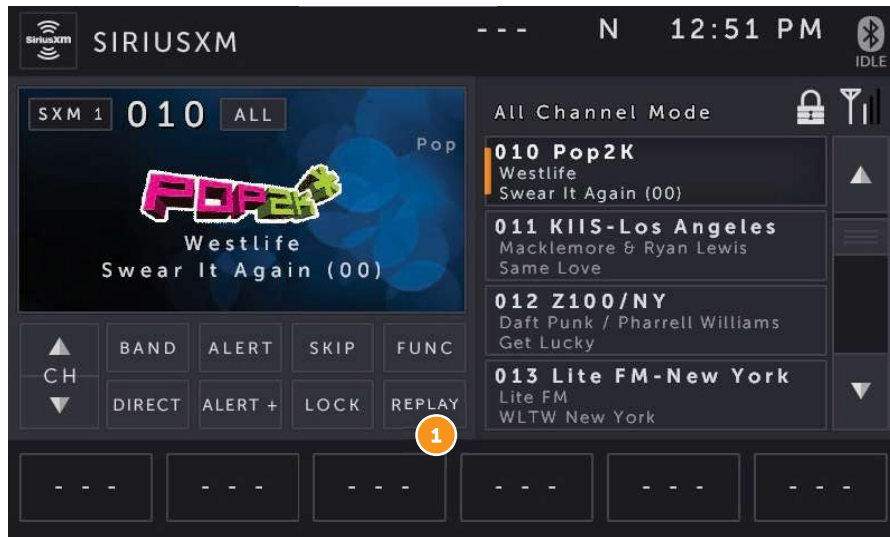 SiriusXM
SIRIUSXM
--- N 12:51 PM
IDLE
SXM 1 010 ALL
Pop
POP2K
Westlife
Swear It Again (00)
All Channel Mode
010 Pop2K
Westlife
Swear It Again (00)
011 KIIS-Los Angeles
Macklemore & Ryan Lewis
Same Love
012 Z100/NY
Daft Punk / Pharrell Williams
Get Lucky
013 Lite FM-New York
Lite FM
WLTW New York
CH
BAND ALERT SKIP FUNC
DIRECT ALERT + LOCK REPLAY
1
--- --- --- --- --- ---